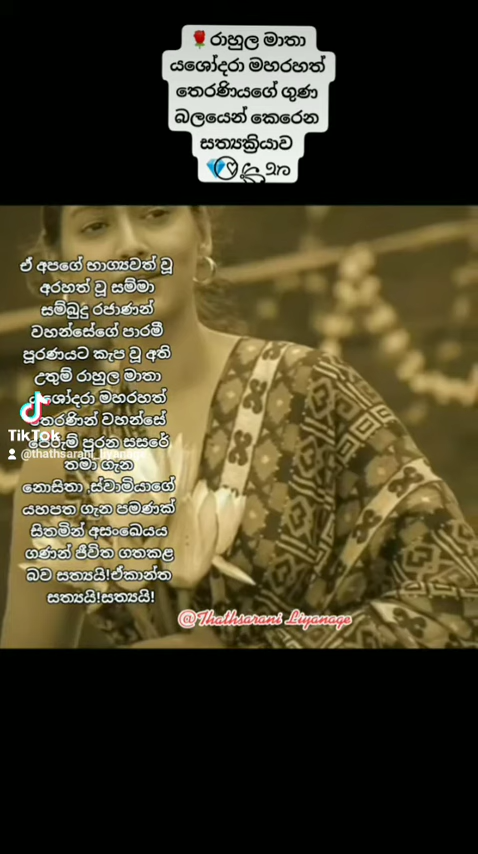 🌹රාහුල මාතා
යශෝදරා මහරහත්
තෙරණියගේ ගුණ
බලයෙන් කෙරෙන
සත්‍යක්‍රියාව
ඒ අපගේ භාග්‍යවත් වූ
අරහත් වූ සම්මා
සම්බුදු රජාණන්
වහන්සේගේ පාරමී
පූරණයට කැප වූ අති
උතුම් රාහුල මාතා
යශෝදරා මහරහත්
තෙරණින් වහන්සේ
පෙරුම් පුරන සසරේ
තමා ගැන
නොසිතා ,ස්වාමියාගේ
යහපත ගැන පමණක්
සිතමින් අසංඛෙයය
ගණන් ජීවිත ගතකළ
බව සත්‍යයි!ඒකාන්ත
සත්‍යයි!සත්‍යයි!
TikTok
@thathsarani_liyanage
@Thathsarani Liyanage